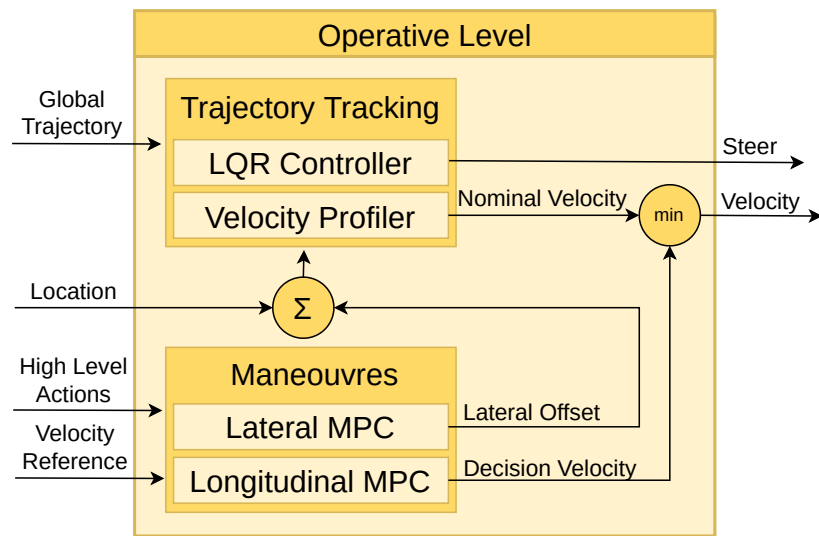 Operative Level
Global
Trajectory
Trajectory Tracking
LQR Controller
Steer
Velocity Profiler
Nominal Velocity
min
Velocity
Location
Σ
High Level
Actions
Maneouvres
Lateral MPC
Lateral Offset
Velocity
Reference
Longitudinal MPC
Decision Velocity